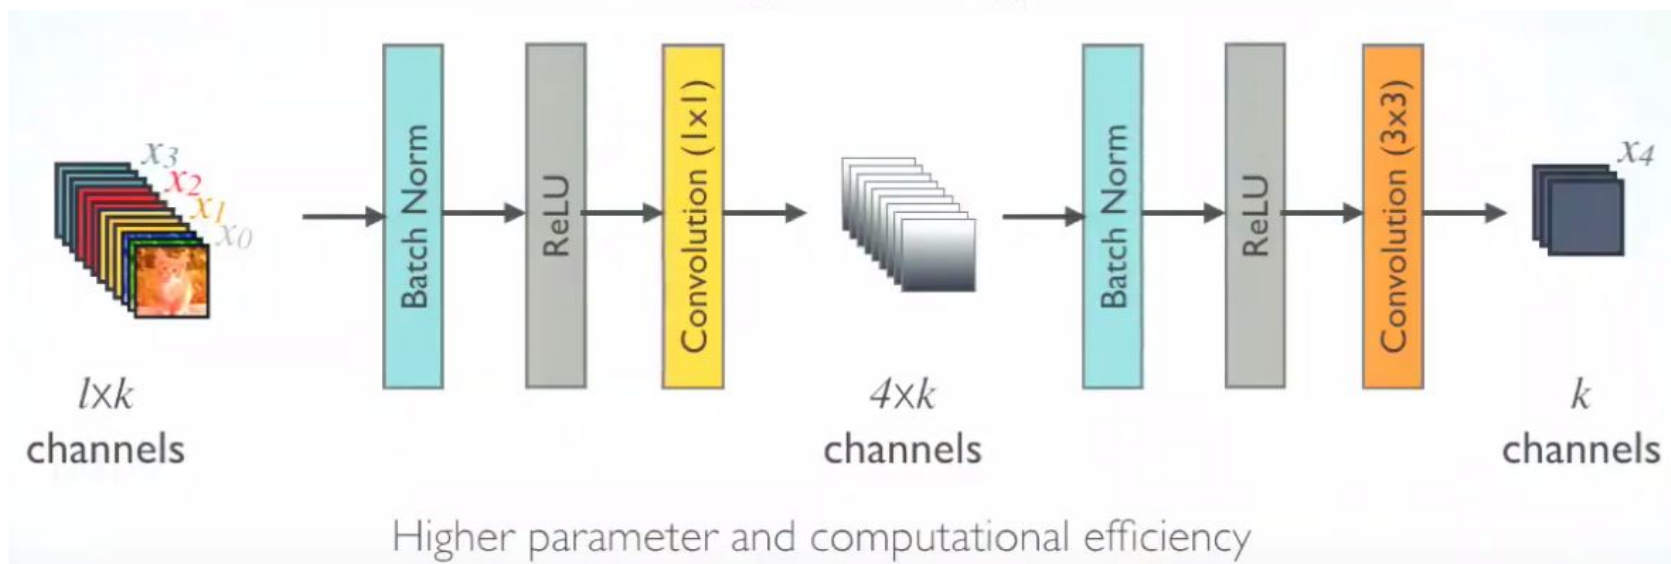 x3
x2
x1
x0
l×k
channels
Batch Norm
ReLU
Convolution (1x1)
4×k
channels
Batch Norm
ReLU
Convolution (3x3)
x4
k
channels
Higher parameter and computational efficiency